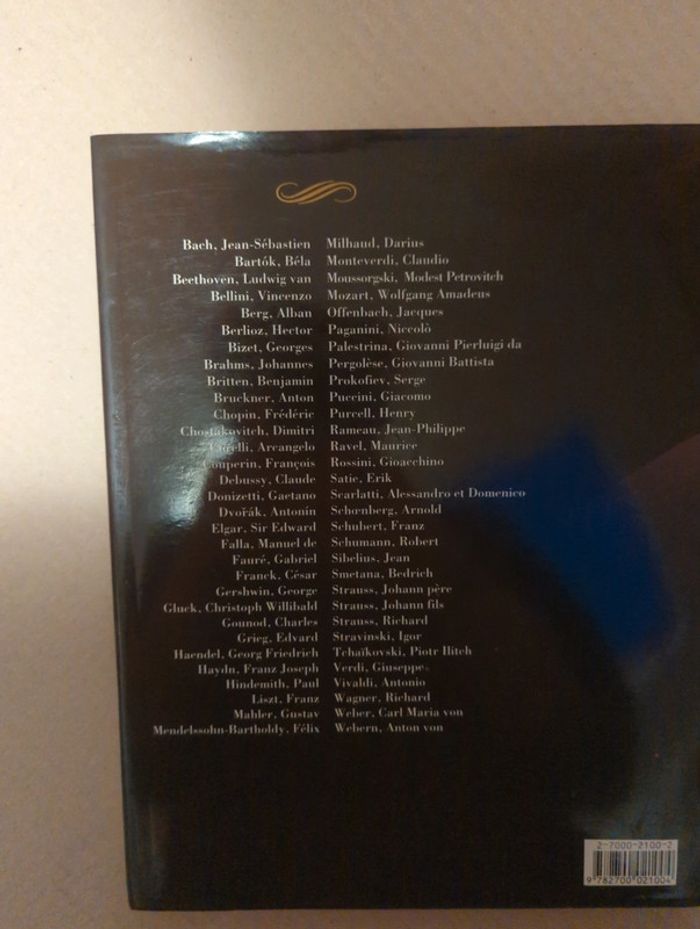 Bach, Jean-Sébastien
Bartók, Béla
Beethoven, Ludwig van
Bellini, Vincenzo
Berg, Alban
Berlioz, Hector
Bizet, Georges
Brahms, Johannes
Britten, Benjamin
Bruckner, Anton
Chopin, Frédéric
Chostakovitch, Dimitri
Corelli, Arcangelo
Couperin, François
Debussy, Claude
Donizetti, Gaetano
Dvořák, Antonín
Elgar, Sir Edward
Falla, Manuel de
Fauré, Gabriel
Franck, César
Gershwin, George
Gluck, Christoph Willibald
Gounod, Charles
Grieg, Edvard
Haendel, Georg Friedrich
Haydn, Franz Joseph
Hindemith, Paul
Liszt, Franz
Mahler, Gustav
Mendelssohn-Bartholdy, Félix
Milhaud, Darius
Monteverdi, Claudio
Moussorgski, Modest Petrovitch
Mozart, Wolfgang Amadeus
Offenbach, Jacques
Paganini, Niccolò
Palestrina, Giovanni Pierluigi da
Pergolèse, Giovanni Battista
Prokofiev, Serge
Puccini, Giacomo
Purcell, Henry
Rameau, Jean-Philippe
Ravel, Maurice
Rossini, Gioacchino
Satie, Erik
Scarlatti, Alessandro et Domenico
Schœnberg, Arnold
Schubert, Franz
Schumann, Robert
Sibelius, Jean
Smetana, Bedrich
Strauss, Johann père
Strauss, Johann fils
Strauss, Richard
Stravinski, Igor
Tchaïkovski, Piotr Ilitch
Verdi, Giuseppe
Vivaldi, Antonio
Wagner, Richard
Weber, Carl Maria von
Webern, Anton von
2-7000-2100-2
9 782700 021004